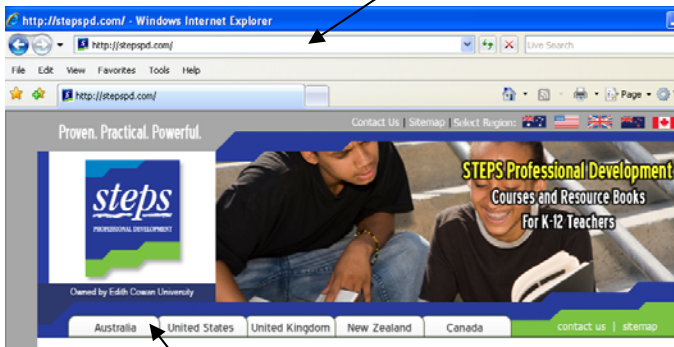 http://stepspd.com/ - Windows Internet Explorer
http://stepspd.com/
Live Search
File Edit View Favorites Tools Help
http://stepspd.com/
Page
Contact Us | Sitemap | Select Region:
Proven. Practical. Powerful.
steps
PROFESSIONAL DEVELOPMENT
STEPS Professional Development
Courses and Resource Books
For K-12 Teachers
Owned by Edith Cowan University
Australia United States United Kingdom New Zealand Canada
contact us | sitemap